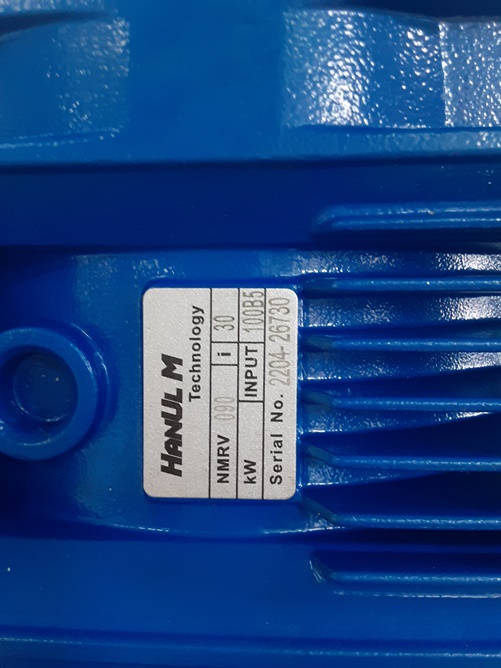 HANUL M
Technology
NMRV 090 i 30
kW INPUT 100B5
Serial No. 2204-26730